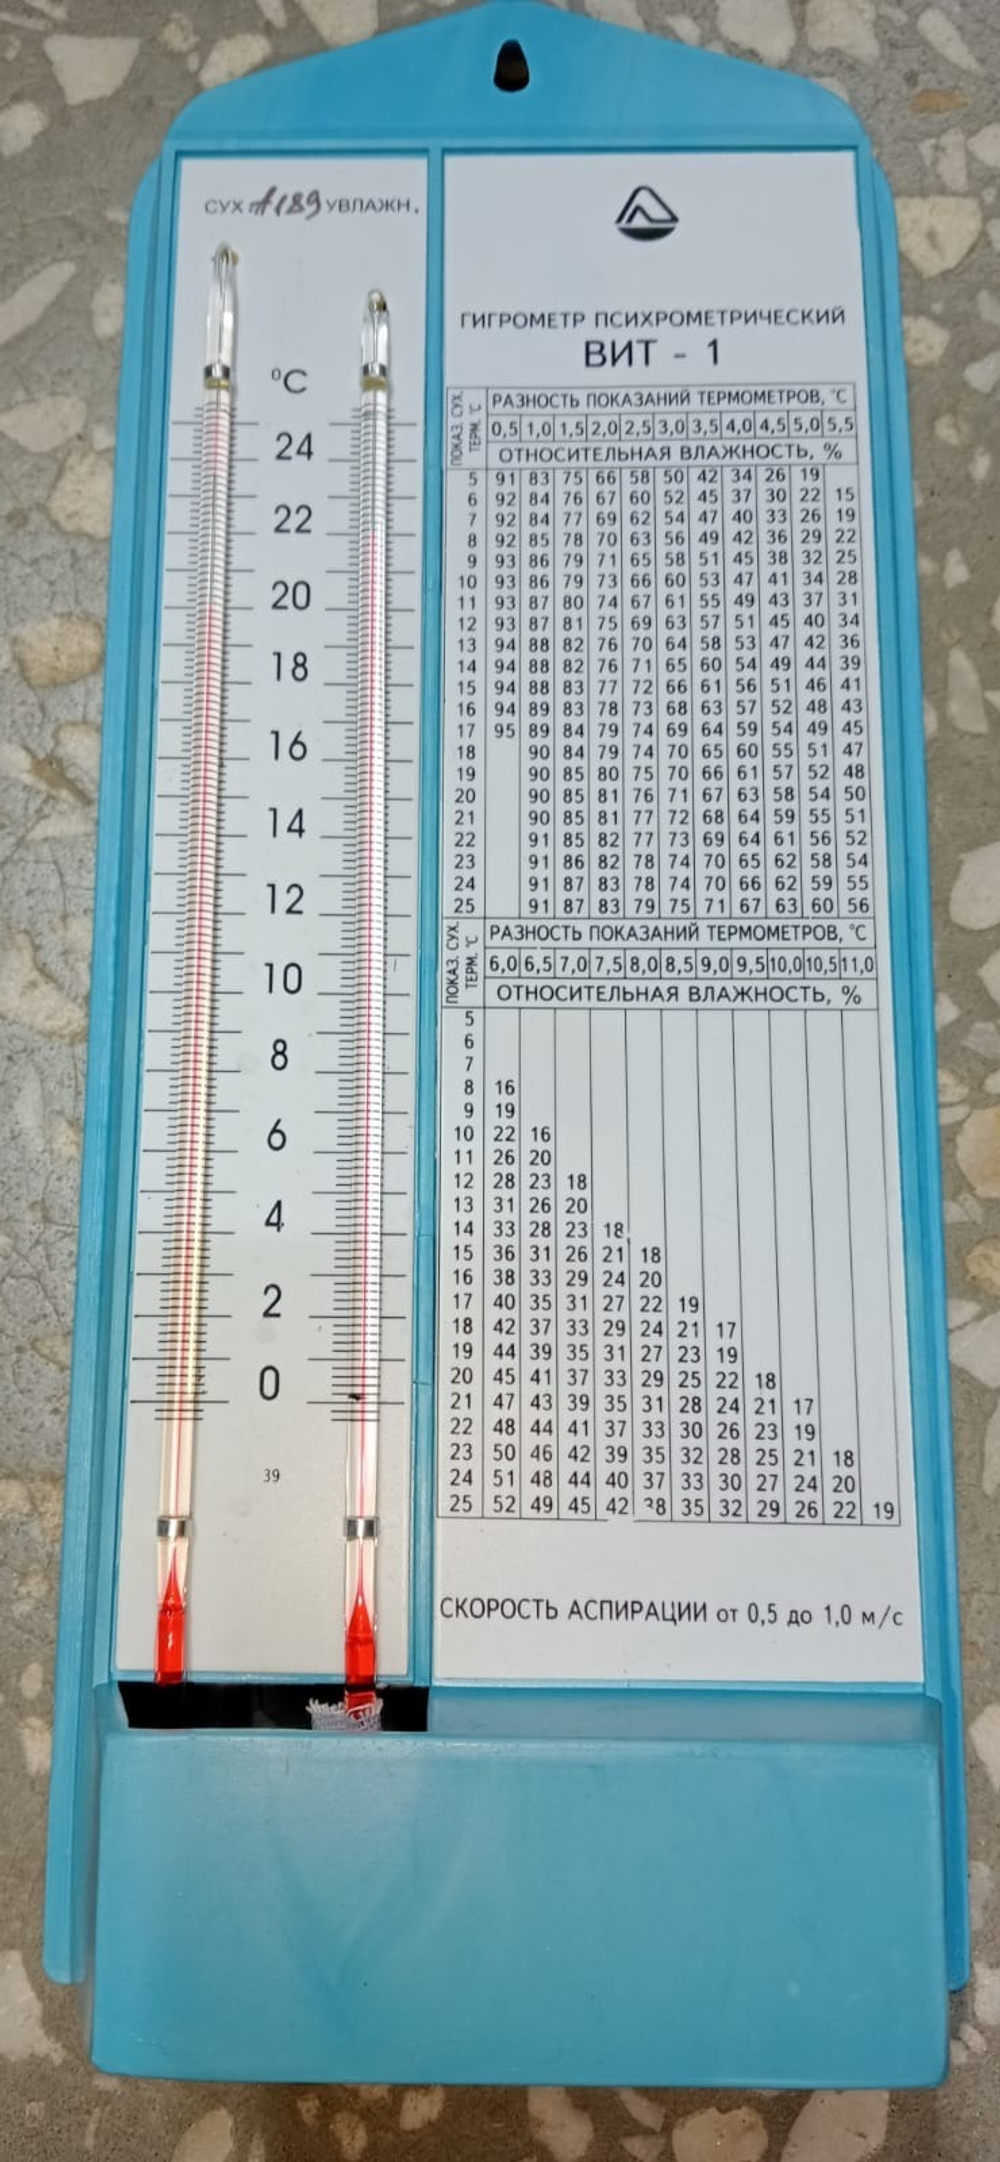 СУХ №189 УВЛАЖН.
°C
24
22
20
18
16
14
12
10
8
6
4
2
0
39
ГИГРОМЕТР ПСИХРОМЕТРИЧЕСКИЙ
ВИТ - 1
ПОКАЗ. СУХ. ТЕРМ. °C
РАЗНОСТЬ ПОКАЗАНИЙ ТЕРМОМЕТРОВ, °C
0,5 1,0 1,5 2,0 2,5 3,0 3,5 4,0 4,5 5,0 5,5
ОТНОСИТЕЛЬНАЯ ВЛАЖНОСТЬ, %
5 91 83 75 66 58 50 42 34 26 19
6 92 84 76 67 60 52 45 37 30 22 15
7 92 84 77 69 62 54 47 40 33 26 19
8 92 85 78 70 63 56 49 42 36 29 22
9 93 86 79 71 65 58 51 45 38 32 25
10 93 86 79 73 66 60 53 47 41 34 28
11 93 87 80 74 67 61 55 49 43 37 31
12 93 87 81 75 69 63 57 51 45 40 34
13 94 88 82 76 70 64 58 53 47 42 36
14 94 88 82 76 71 65 60 54 49 44 39
15 94 88 83 77 72 66 61 56 51 46 41
16 94 89 83 78 73 68 63 57 52 48 43
17 95 89 84 79 74 69 64 59 54 49 45
18 90 84 79 74 70 65 60 55 51 47
19 90 85 80 75 70 66 61 57 52 48
20 90 85 81 76 71 67 63 58 54 50
21 90 85 81 77 72 68 64 59 55 51
22 91 85 82 77 73 69 64 61 56 52
23 91 86 82 78 74 70 65 62 58 54
24 91 87 83 78 74 70 66 62 59 55
25 91 87 83 79 75 71 67 63 60 56
ПОКАЗ. СУХ. ТЕРМ. °C
РАЗНОСТЬ ПОКАЗАНИЙ ТЕРМОМЕТРОВ, °C
6,0 6,5 7,0 7,5 8,0 8,5 9,0 9,5 10,0 10,5 11,0
ОТНОСИТЕЛЬНАЯ ВЛАЖНОСТЬ, %
5
6
7
8 16
9 19
10 22 16
11 26 20
12 28 23 18
13 31 26 20
14 33 28 23 18
15 36 31 26 21 18
16 38 33 29 24 20
17 40 35 31 27 22 19
18 42 37 33 29 24 21 17
19 44 39 35 31 27 23 19
20 45 41 37 33 29 25 22 18
21 47 43 39 35 31 28 24 21 17
22 48 44 41 37 33 30 26 23 19
23 50 46 42 39 35 32 28 25 21 18
24 51 48 44 40 37 33 30 27 24 20
25 52 49 45 42 38 35 32 29 26 22 19
СКОРОСТЬ АСПИРАЦИИ от 0,5 до 1,0 м/с